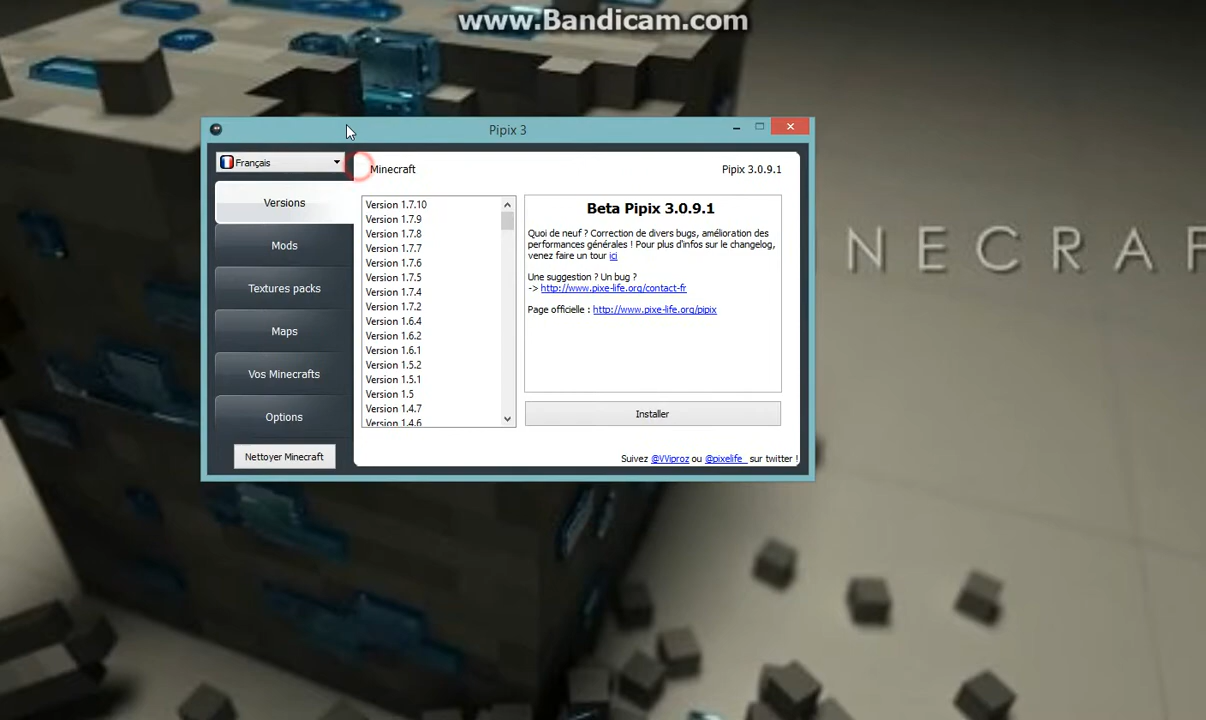 www.Bandicam.com
Pipix 3
Français
Minecraft
Pipix 3.0.9.1
Versions
Mods
Textures packs
Maps
Vos Minecrafts
Options
Nettoyer Minecraft
Version 1.7.10
Version 1.7.9
Version 1.7.8
Version 1.7.7
Version 1.7.6
Version 1.7.5
Version 1.7.4
Version 1.7.2
Version 1.6.4
Version 1.6.2
Version 1.6.1
Version 1.5.2
Version 1.5.1
Version 1.5
Version 1.4.7
Version 1.4.6
Beta Pipix 3.0.9.1
Quoi de neuf ? Correction de divers bugs, amélioration des
performances générales ! Pour plus d'infos sur le changelog,
venez faire un tour ici
Une suggestion ? Un bug ?
-> http://www.pixe-life.org/contact-fr
Page officielle : http://www.pixe-life.org/pipix
Installer
Suivez @VViproz ou @pixelife_ sur twitter !
NECRAF